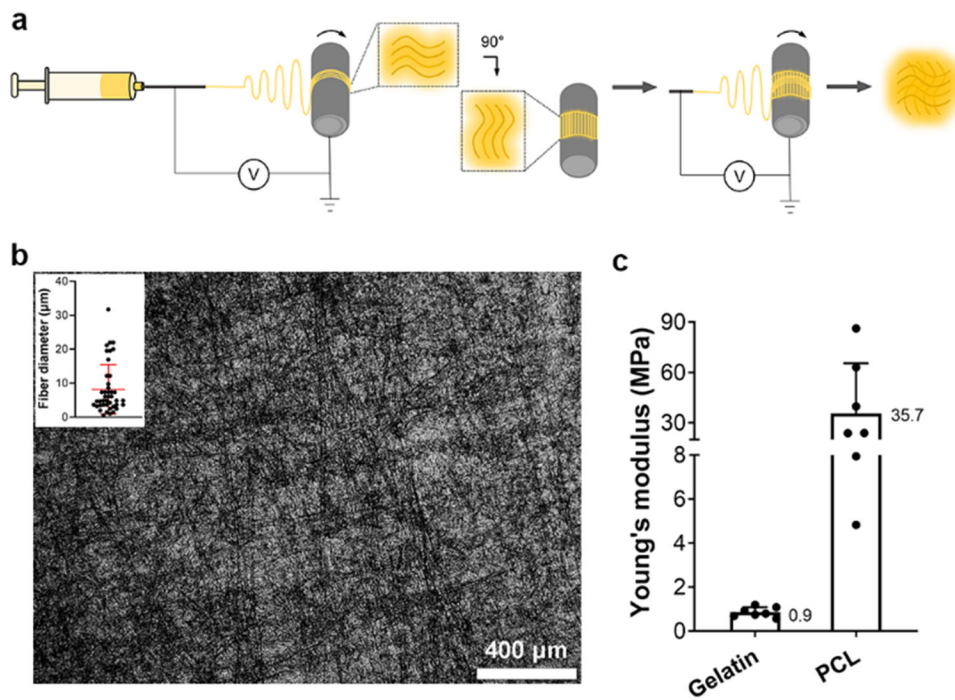 a
90°
V
V
b
Fiber diameter (µm)
40
30
20
10
0
400 µm
c
Young's modulus (MPa)
90
60
30
8
6
4
2
0
35.7
0.9
Gelatin
PCL